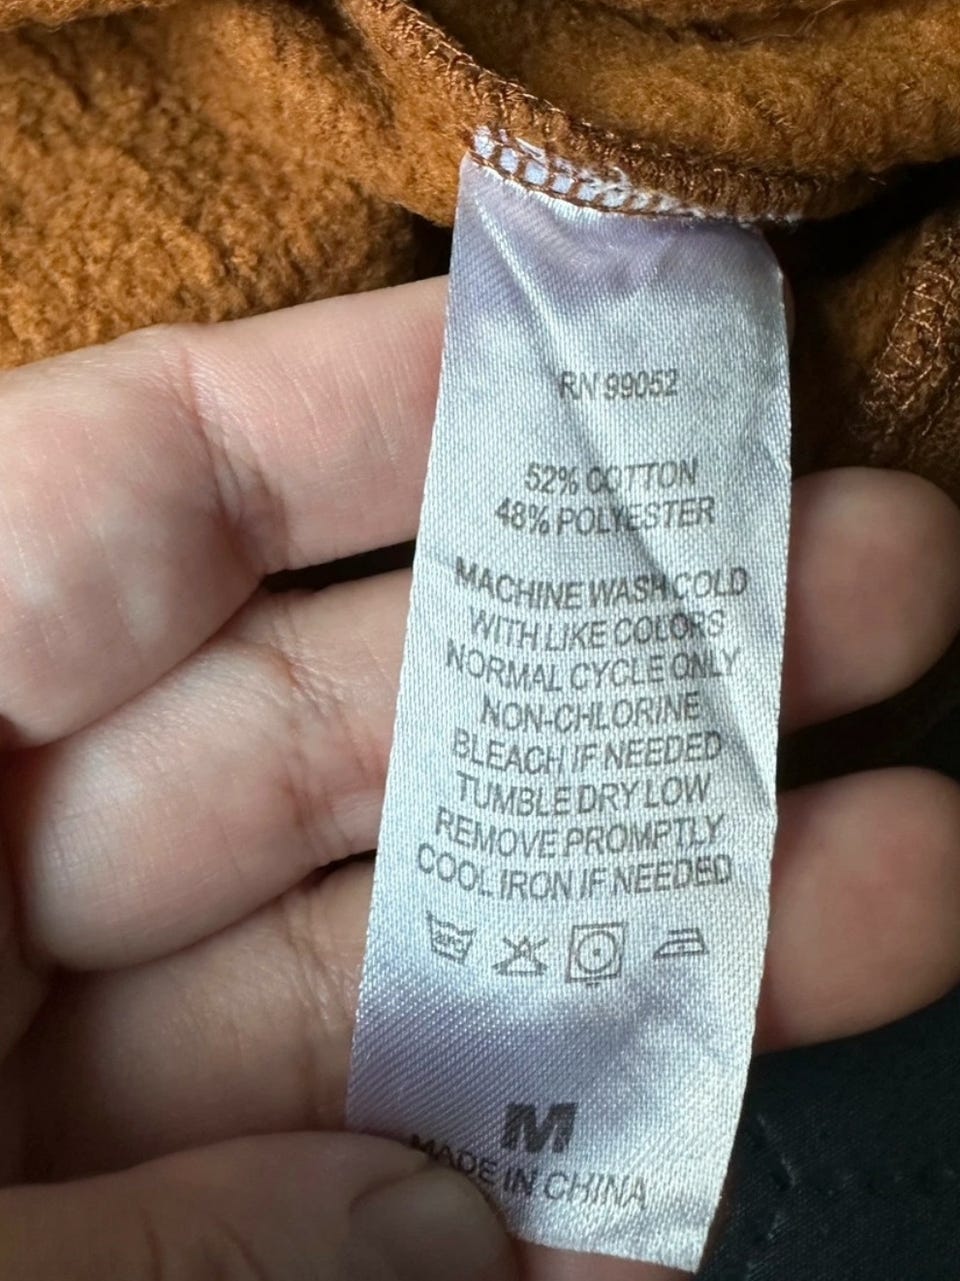 RN 99052
52% COTTON
48% POLYESTER
MACHINE WASH COLD
WITH LIKE COLORS
NORMAL CYCLE ONLY
NON-CHLORINE
BLEACH IF NEEDED
TUMBLE DRY LOW
REMOVE PROMPTLY
COOL IRON IF NEEDED
M
MADE IN CHINA